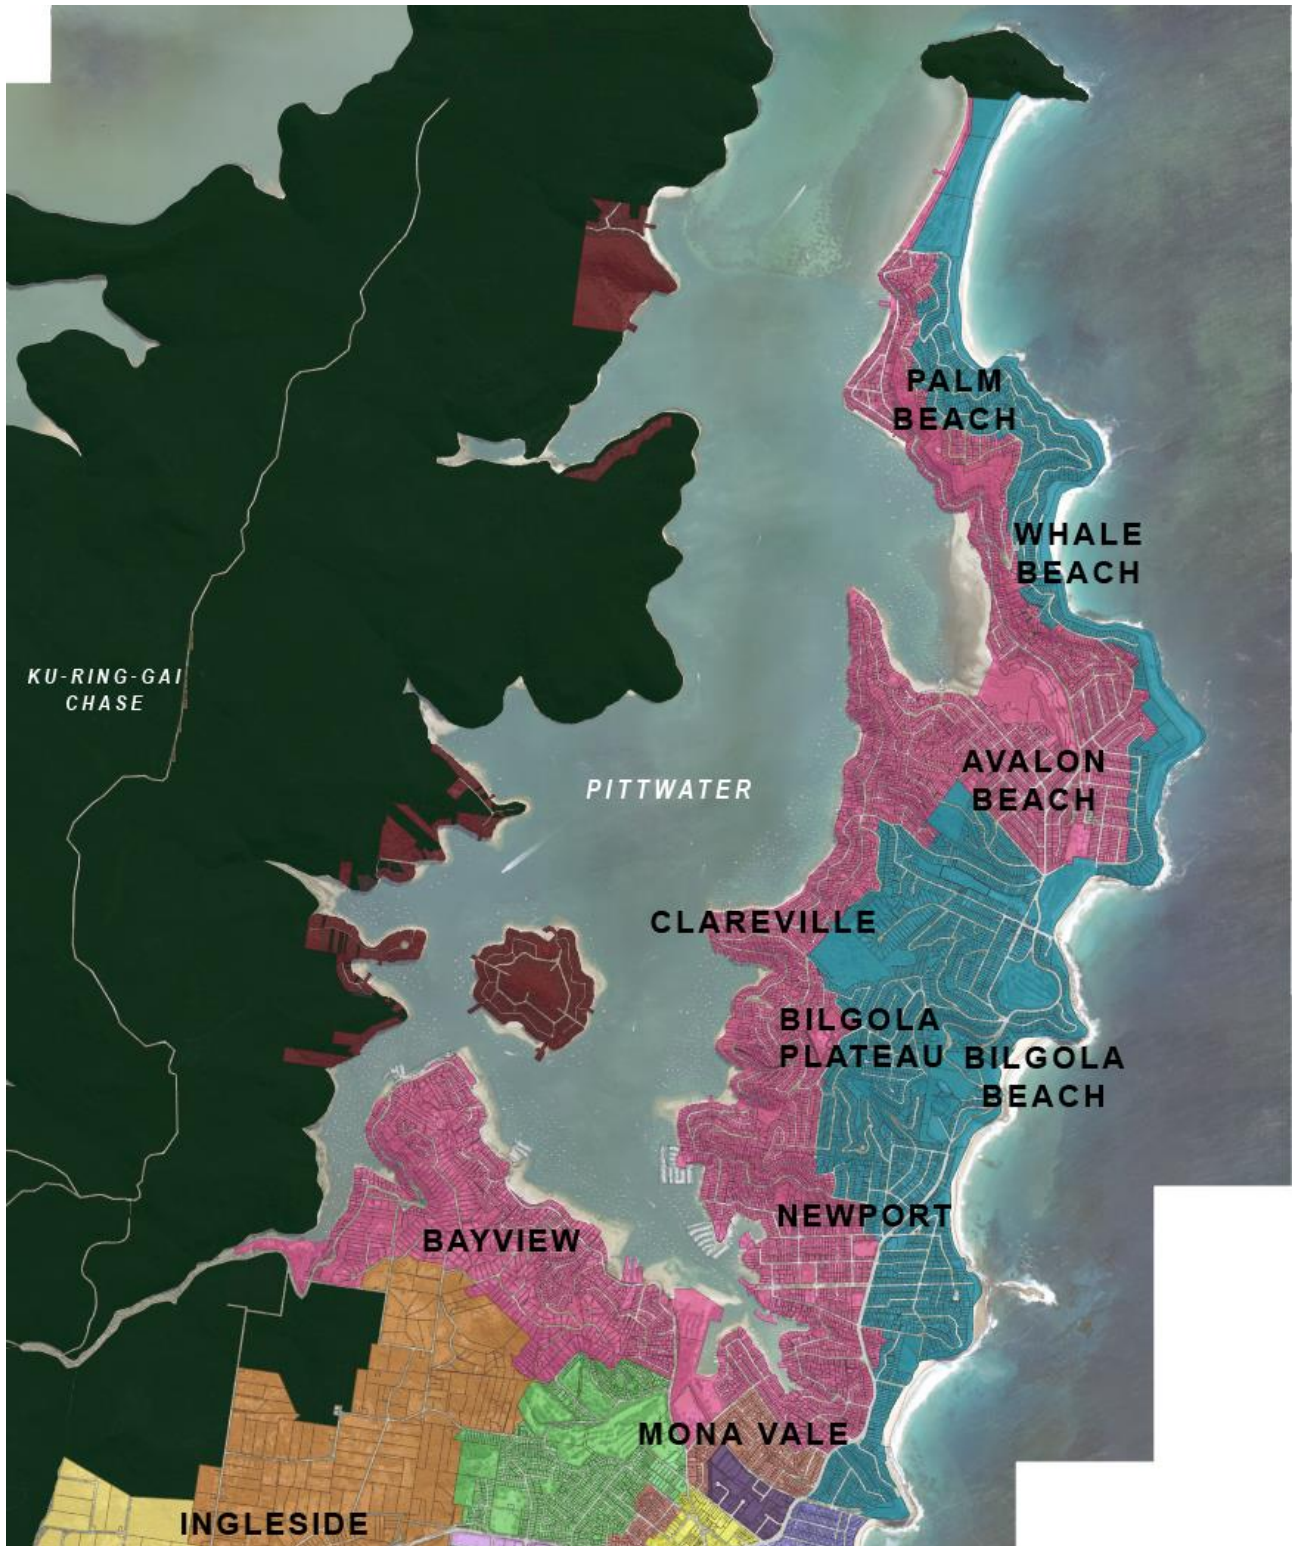 PALM
BEACH
WHALE
BEACH
KU-RING-GAI
CHASE
AVALON
BEACH
PITTWATER
CLAREVILLE
BILGOLA
PLATEAU
BILGOLA
BEACH
NEWPORT
BAYVIEW
MONA VALE
INGLESIDE